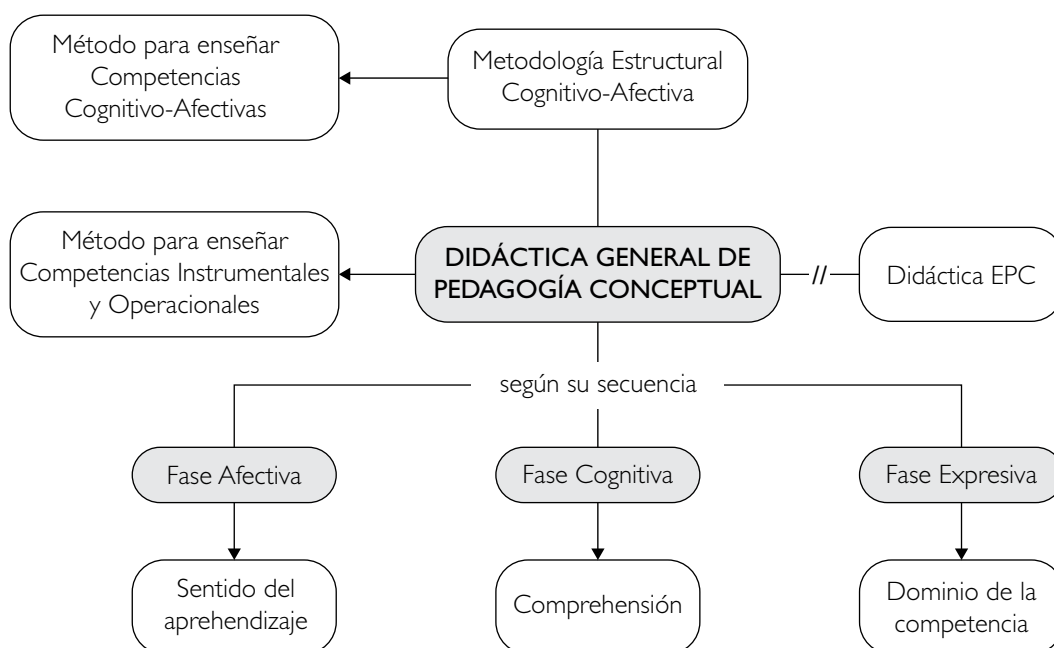 Método para enseñar
Competencias
Cognitivo-Afectivas
Metodología Estructural
Cognitivo-Afectiva
Método para enseñar
Competencias Instrumentales
y Operacionales
DIDÁCTICA GENERAL DE
PEDAGOGÍA CONCEPTUAL
//
Didáctica EPC
según su secuencia
Fase Afectiva
Fase Cognitiva
Fase Expresiva
Sentido del
aprehendizaje
Comprehensión
Dominio de la
competencia